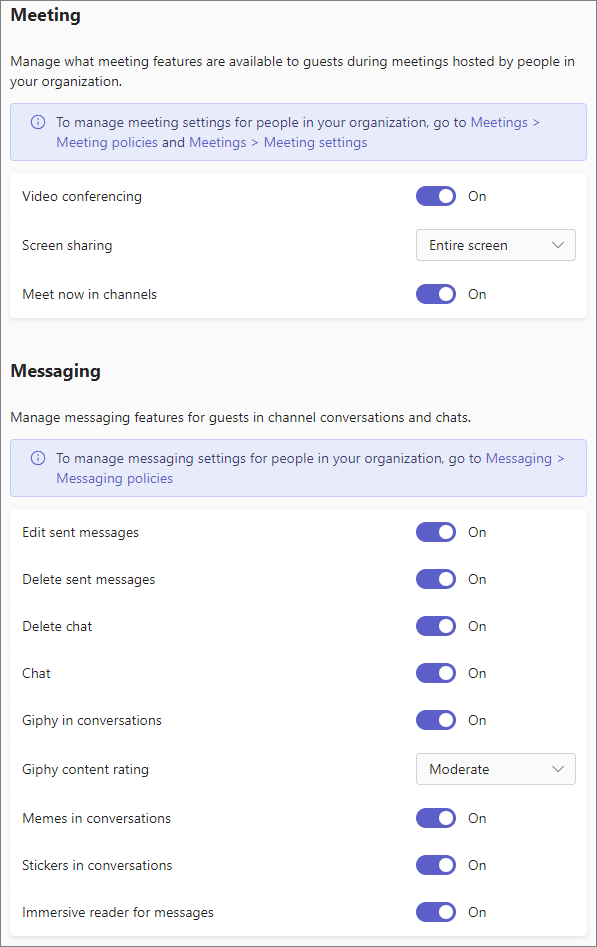 Meeting
Manage what meeting features are available to guests during meetings hosted by people in
your organization.
To manage meeting settings for people in your organization, go to Meetings >
Meeting policies and Meetings > Meeting settings
Video conferencing On
Screen sharing Entire screen
Meet now in channels On
Messaging
Manage messaging features for guests in channel conversations and chats.
To manage messaging settings for people in your organization, go to Messaging >
Messaging policies
Edit sent messages On
Delete sent messages On
Delete chat On
Chat On
Giphy in conversations On
Giphy content rating Moderate
Memes in conversations On
Stickers in conversations On
Immersive reader for messages On